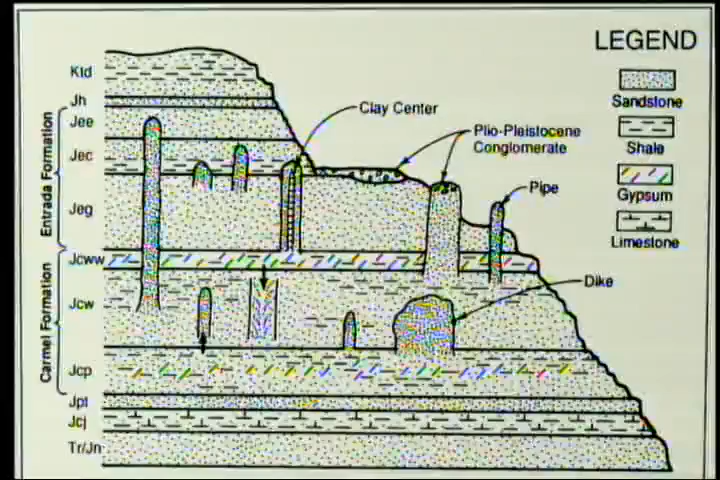 LEGEND
Sandstone
Shale
Gypsum
Limestone
Ktd
Jh
Jee
Jec
Jeg
Jcww
Jcw
Jcp
Jpt
Jcj
Tr/Jn
Entrada Formation
Carmel Formation
Clay Center
Plio-Pleistocene
Conglomerate
Pipe
Dike